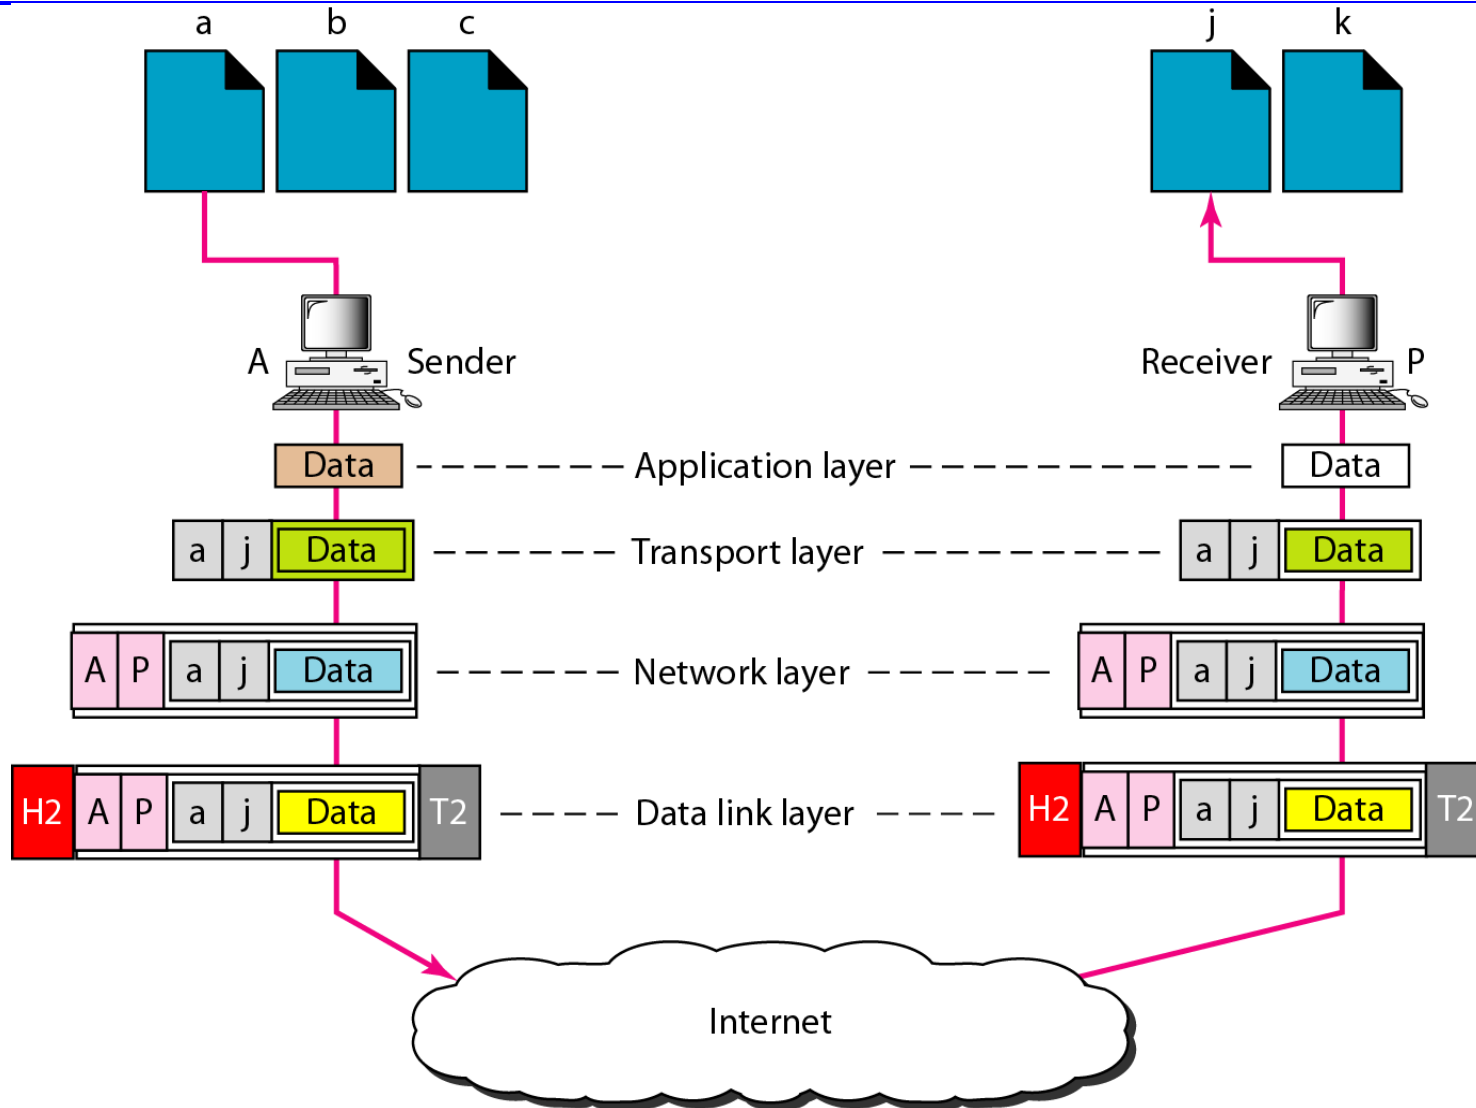 a b c j k
A Sender Receiver P
Data Application layer Data
a j Data Transport layer a j Data
A P a j Data Network layer A P a j Data
H2 A P a j Data T2 Data link layer H2 A P a j Data T2
Internet